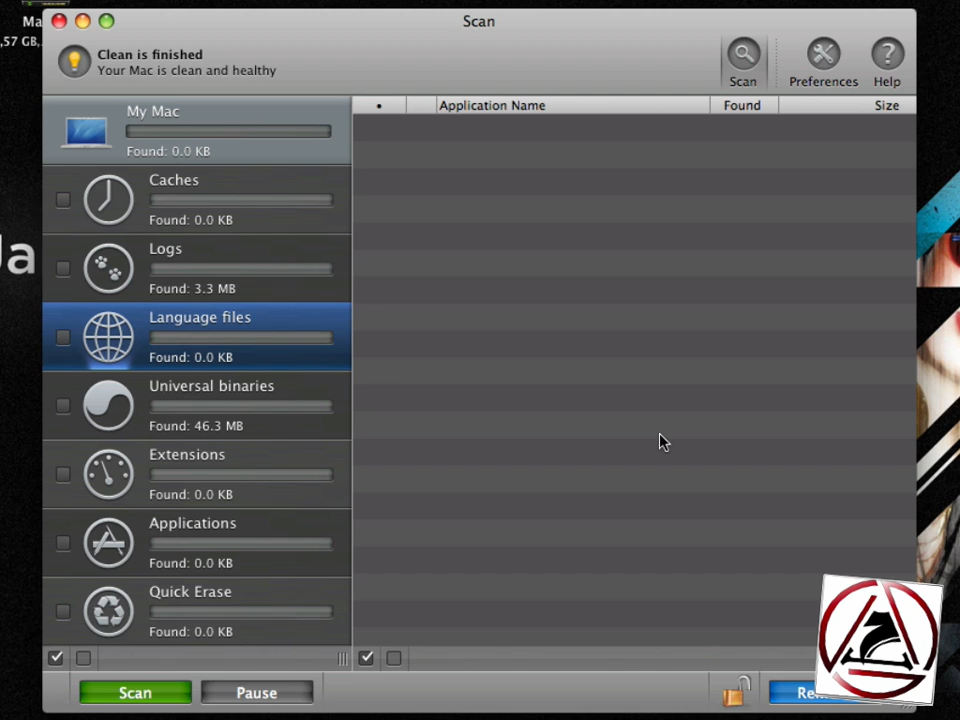 Scan
Clean is finished
Your Mac is clean and healthy
Scan
Preferences
Help
My Mac
Found: 0.0 KB
Caches
Found: 0.0 KB
Logs
Found: 3.3 MB
Language files
Found: 0.0 KB
Universal binaries
Found: 46.3 MB
Extensions
Found: 0.0 KB
Applications
Found: 0.0 KB
Quick Erase
Found: 0.0 KB
• Application Name Found Size
Scan
Pause
Ma
,57 GB,